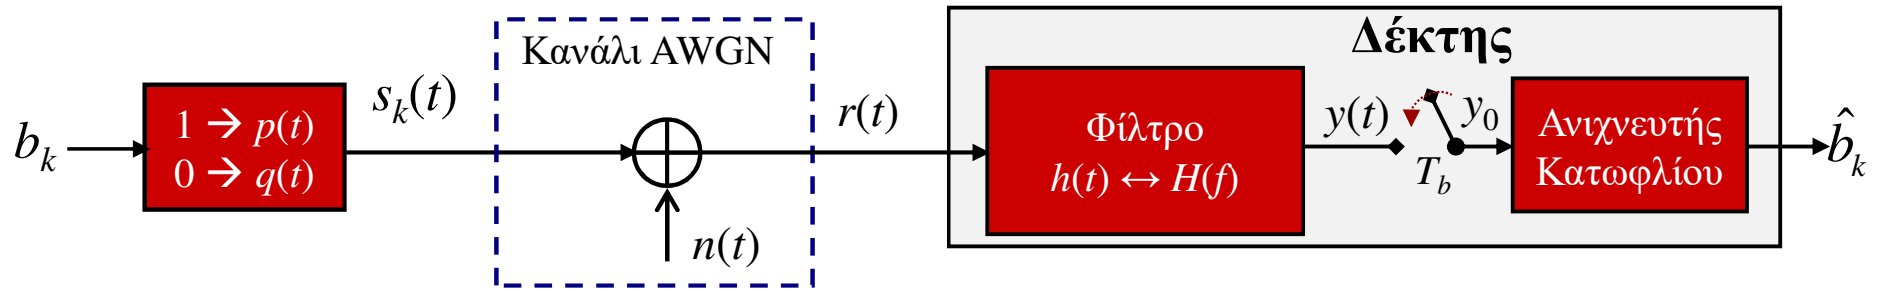 b_k
1 → p(t)
0 → q(t)
s_k(t)
Κανάλι AWGN
n(t)
r(t)
Δέκτης
Φίλτρο
h(t) ↔ H(f)
y(t)
T_b
y_0
Ανιχνευτής
Κατωφλίου
b̂_k